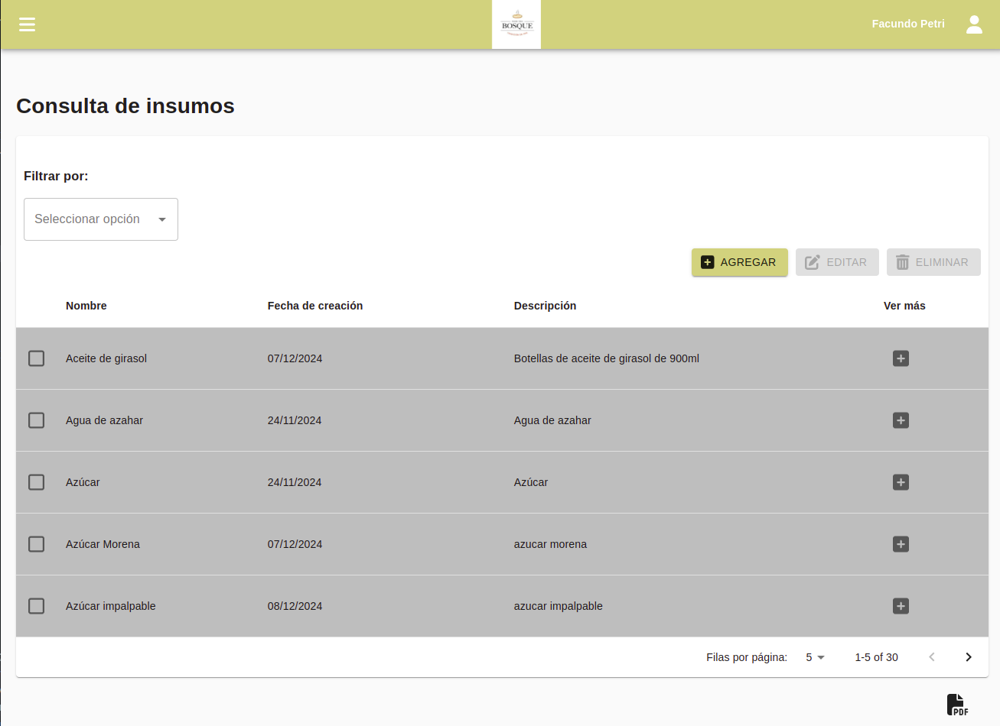 BOSQUE
Facundo Petri
Consulta de insumos
Filtrar por:
Seleccionar opción
AGREGAR EDITAR ELIMINAR
Nombre Fecha de creación Descripción Ver más
Aceite de girasol 07/12/2024 Botellas de aceite de girasol de 900ml
Agua de azahar 24/11/2024 Agua de azahar
Azúcar 24/11/2024 Azúcar
Azúcar Morena 07/12/2024 azucar morena
Azúcar impalpable 08/12/2024 azucar impalpable
Filas por página: 5 1-5 of 30
PDF